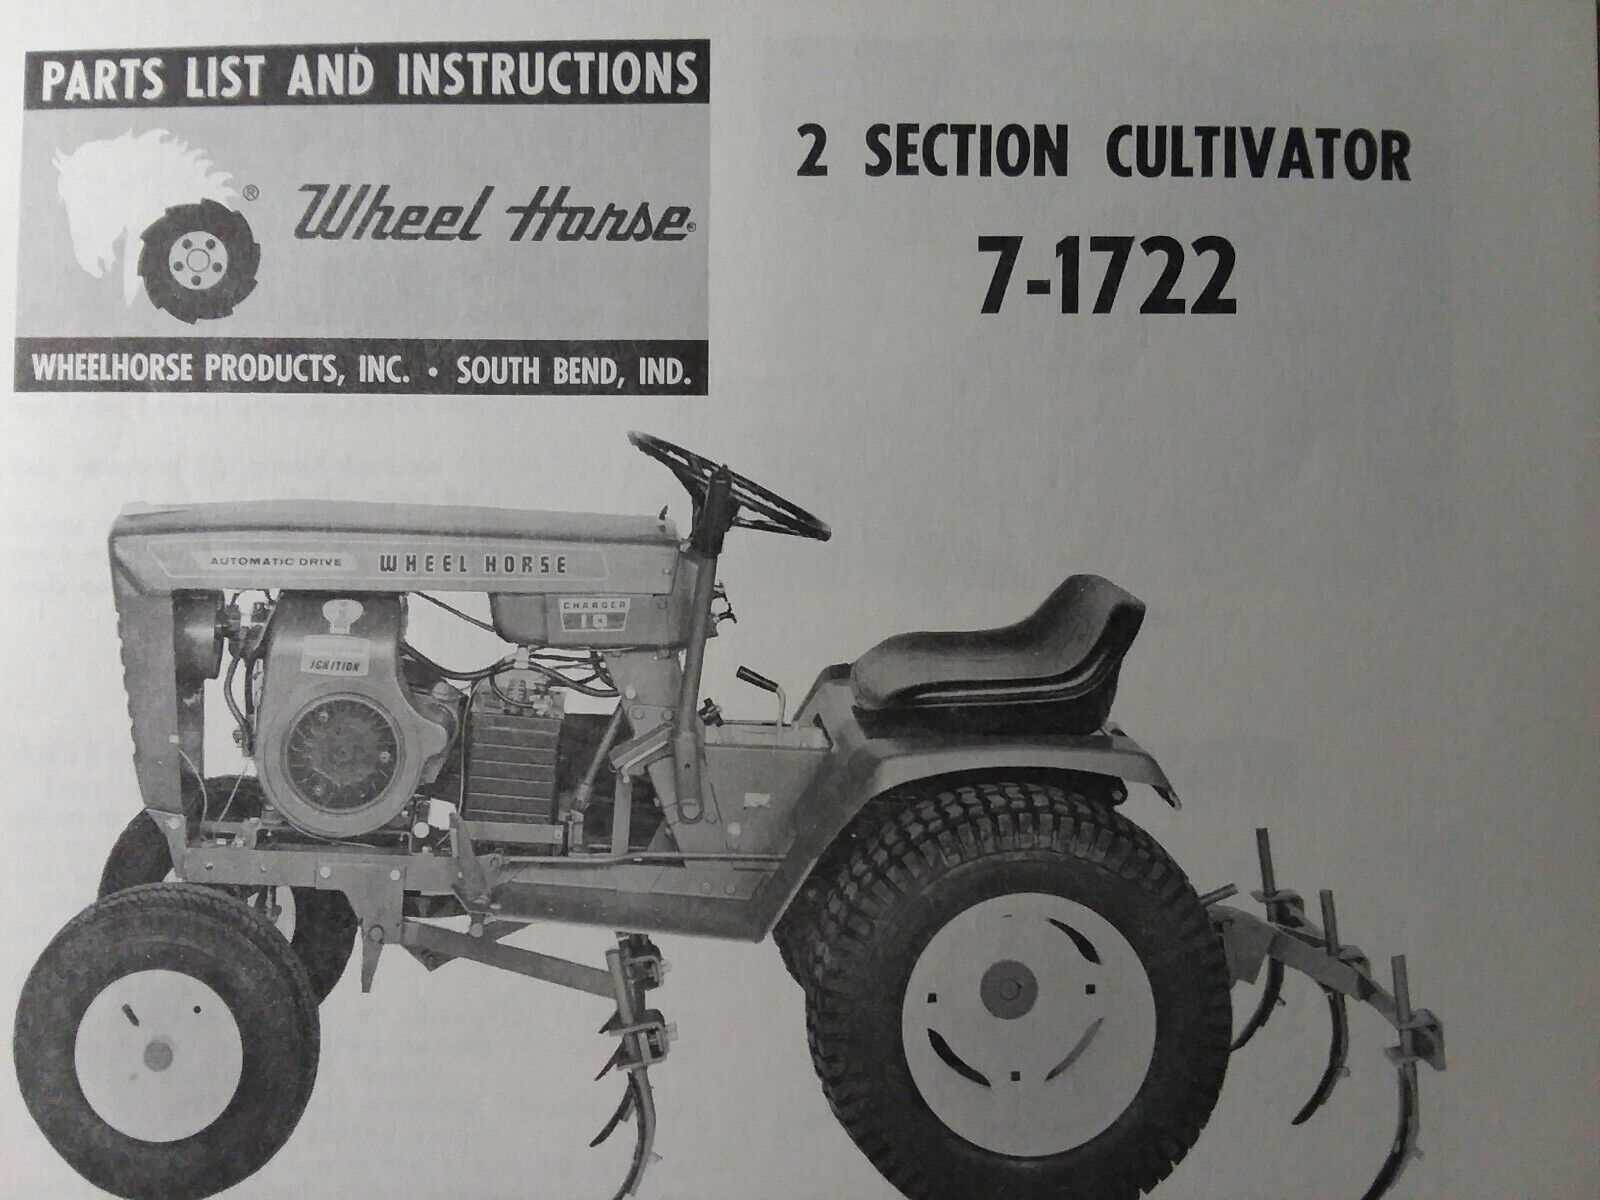 PARTS LIST AND INSTRUCTIONS
Wheel Horse®
WHEELHORSE PRODUCTS, INC. • SOUTH BEND, IND.
2 SECTION CULTIVATOR
7-1722
AUTOMATIC DRIVE WHEEL HORSE
CHARGER
10
IGNITION